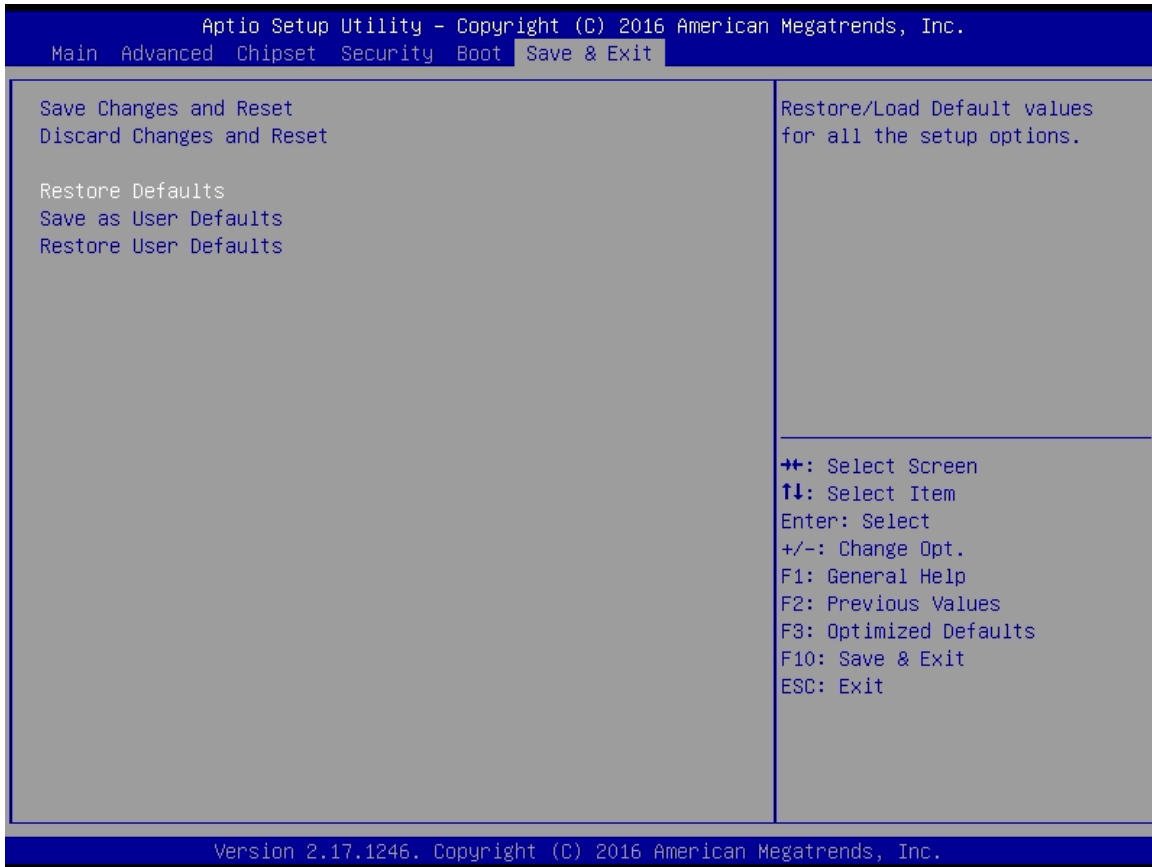 Aptio Setup Utility – Copyright (C) 2016 American Megatrends, Inc.
Main Advanced Chipset Security Boot Save & Exit
Save Changes and Reset
Discard Changes and Reset
Restore Defaults
Save as User Defaults
Restore User Defaults
Restore/Load Default values
for all the setup options.
→←: Select Screen
↑↓: Select Item
Enter: Select
+/-: Change Opt.
F1: General Help
F2: Previous Values
F3: Optimized Defaults
F10: Save & Exit
ESC: Exit
Version 2.17.1246. Copyright (C) 2016 American Megatrends, Inc.